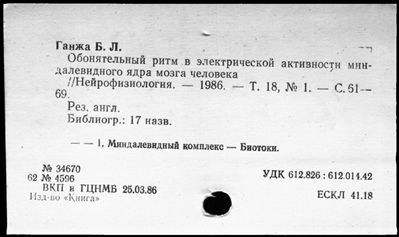 Ганжа Б. Л.
Обонятельный ритм в электрической активности мин-
далевидного ядра мозга человека
//Нейрофизиология. — 1986. — Т. 18, № 1. — С. 61—
69.
Рез. англ.
Библиогр.: 17 назв.
— — 1. Миндалевидный комплекс — Биотоки.
№ 34670
62 № 4596
УДК 612.826 : 612.014.42
ВКП и ГЦНМБ 25.03.86
ЕСКЛ 41.18
Изд-во «Книга»